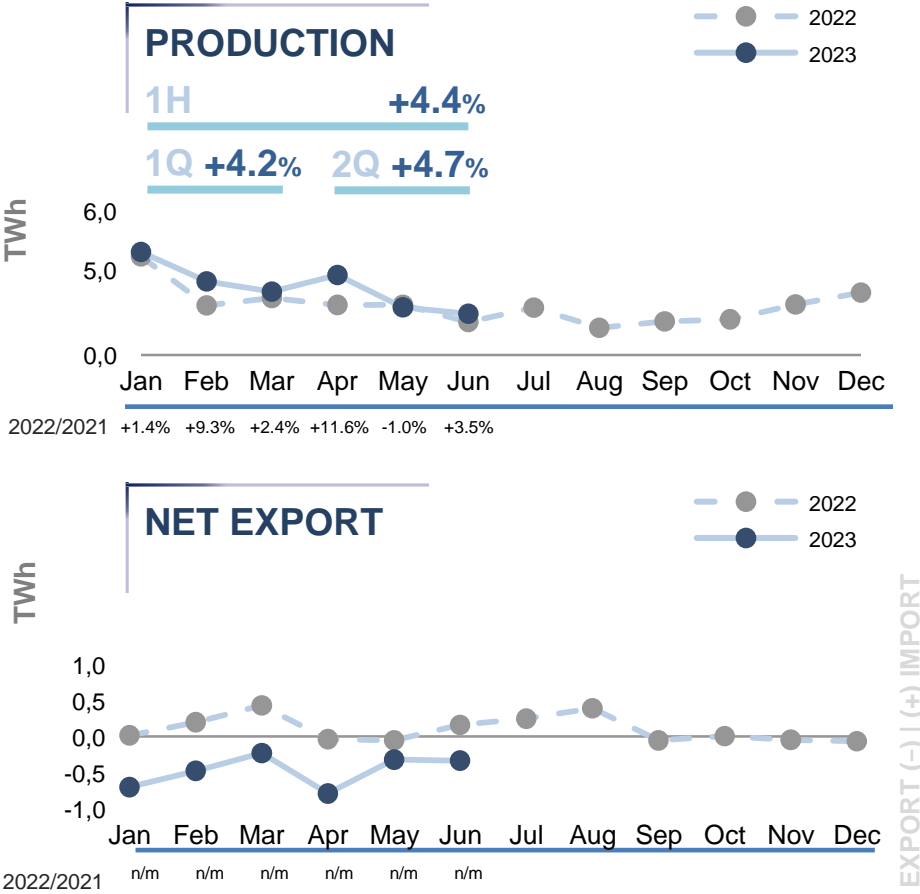 PRODUCTION
2022
2023
1H +4.4%
1Q +4.2% 2Q +4.7%
TWh
6,0
5,0
0,0
Jan Feb Mar Apr May Jun Jul Aug Sep Oct Nov Dec
2022/2021 +1.4% +9.3% +2.4% +11.6% -1.0% +3.5%
NET EXPORT
2022
2023
TWh
EXPORT (−) | (+) IMPORT
1,0
0,5
0,0
-0,5
-1,0
Jan Feb Mar Apr May Jun Jul Aug Sep Oct Nov Dec
2022/2021 n/m n/m n/m n/m n/m n/m